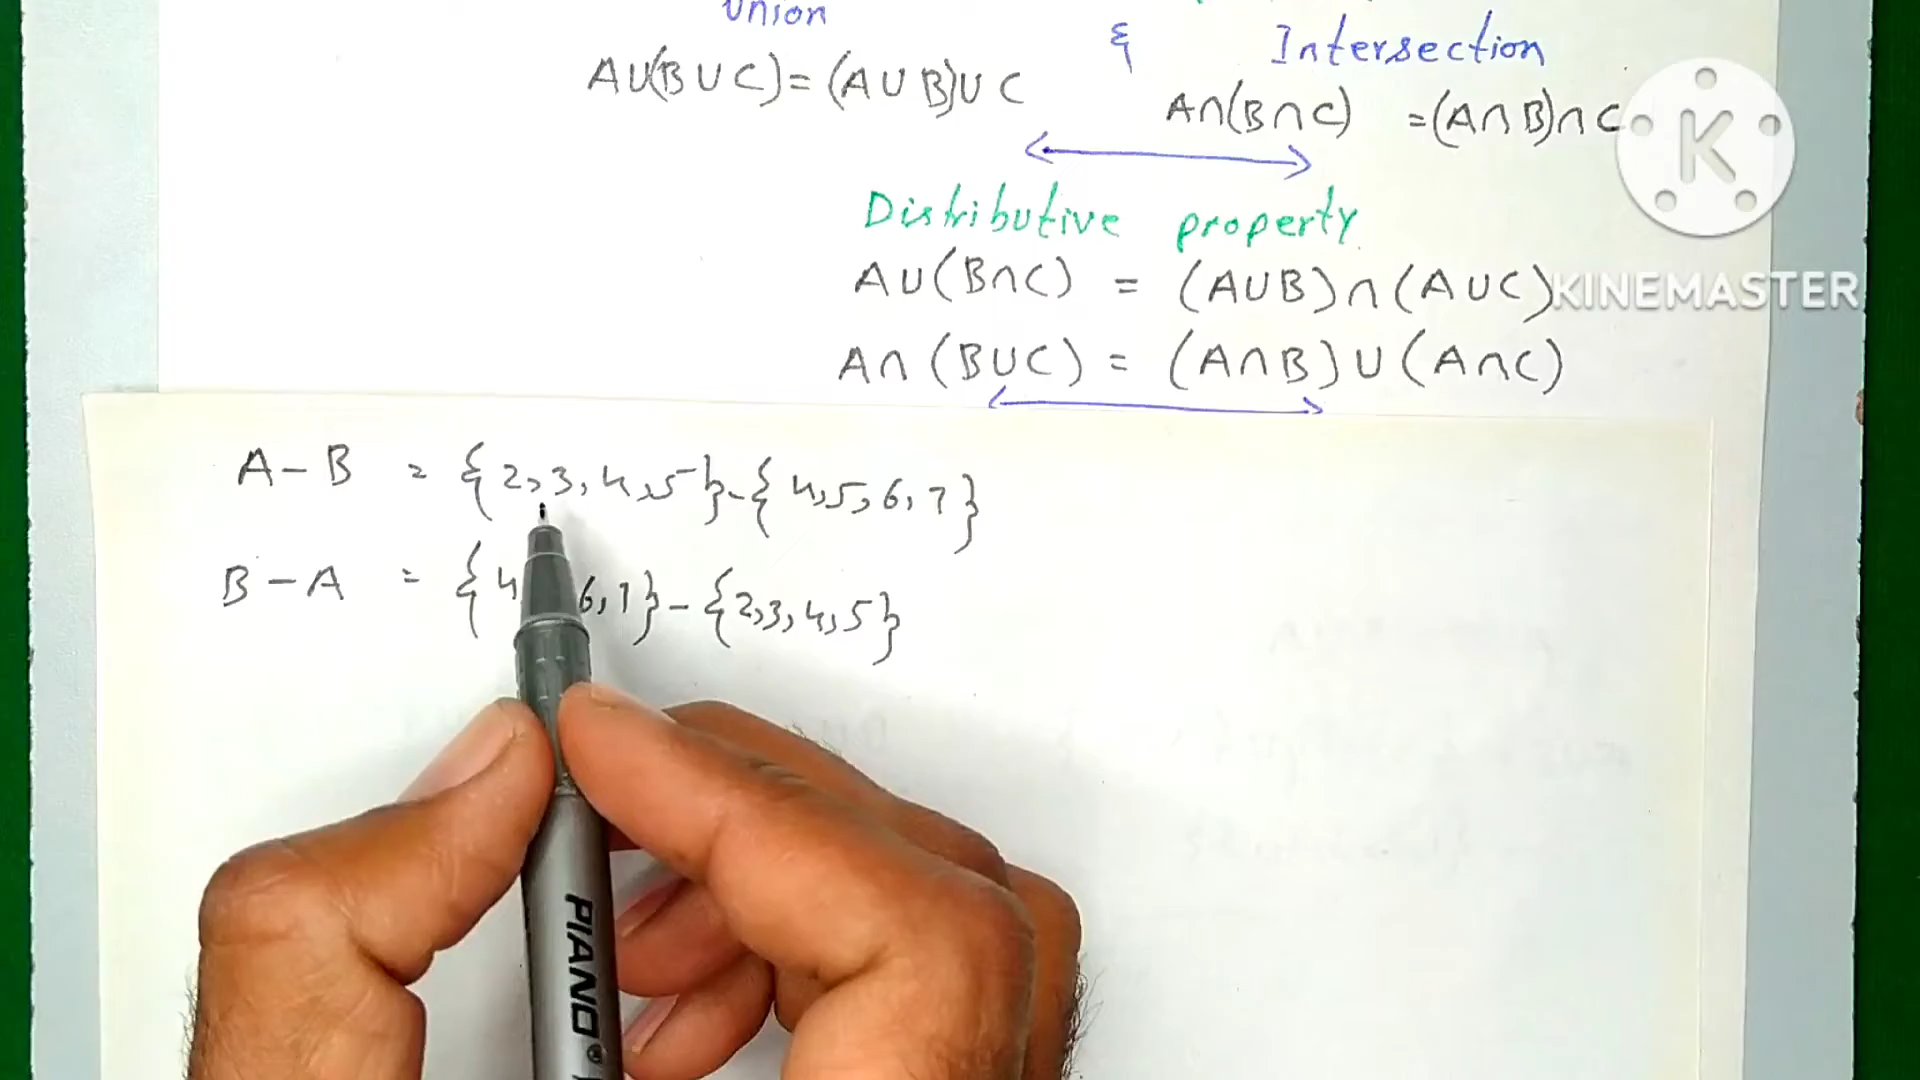 Union
& Intersection
A∪(B∪C)=(A∪B)∪C
A∩(B∩C) =(A∩B)∩C
Distributive property
A∪(B∩C) = (A∪B)∩(A∪C)
A∩(B∪C) = (A∩B)∪(A∩C)
A-B = {2,3,4,5}-{4,5,6,7}
B-A = {4 6,7}-{2,3,4,5}
K
KINEMASTER
PIANO®